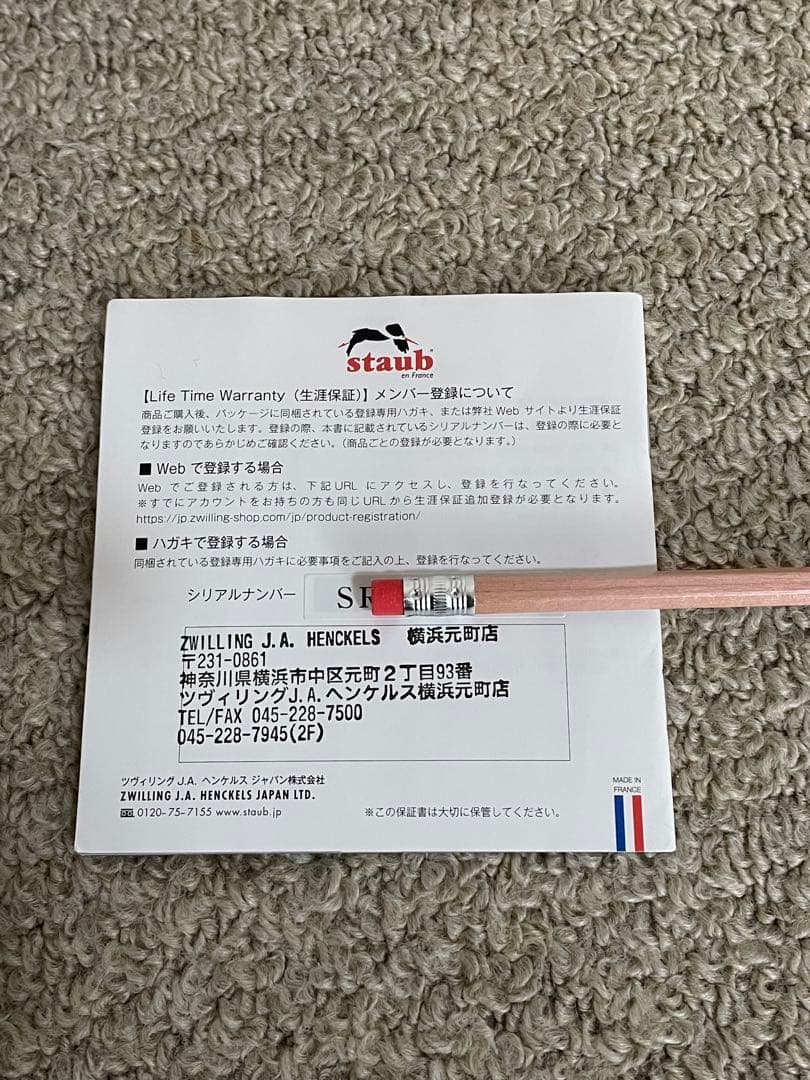 staub
en France
【Life Time Warranty（生涯保証）】メンバー登録について
商品ご購入後、パッケージに同梱されている登録専用ハガキ、または弊社 Web サイトより生涯保証
登録をお願いいたします。登録の際、本書に記載されているシリアルナンバーは、登録の際に必要と
なりますのであらかじめご確認ください。（商品ごとの登録が必要となります。）
■ Web で登録する場合
Web でご登録される方は、下記URL にアクセスし、登録を行なってください。
※すでにアカウントをお持ちの方も同じURLから生涯保証追加登録が必要となります。
https://jp.zwilling-shop.com/jp/product-registration/
■ ハガキで登録する場合
同梱されている登録専用ハガキに必要事項をご記入の上、登録を行なってください。
シリアルナンバー S
ZWILLING J.A. HENCKELS 横浜元町店
〒231-0861
神奈川県横浜市中区元町２丁目93番
ツヴィリングJ.A.ヘンケルス横浜元町店
TEL/FAX 045-228-7500
045-228-7945(2F)
ツヴィリング J.A. ヘンケルス ジャパン株式会社
ZWILLING J.A. HENCKELS JAPAN LTD.
0120-75-7155 www.staub.jp
※この保証書は大切に保管してください。
MADE IN
FRANCE